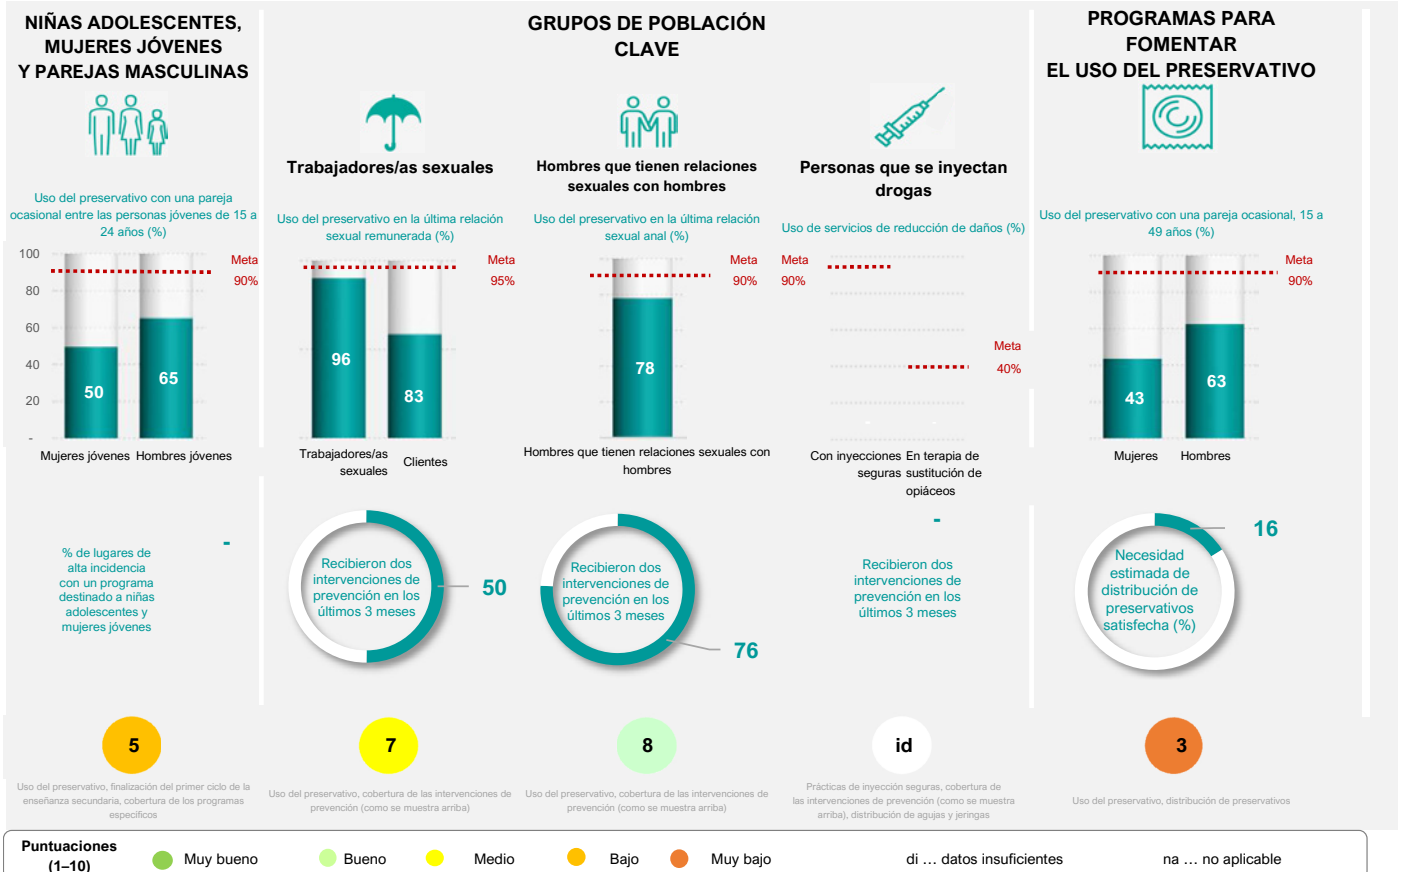 NIÑAS ADOLESCENTES,
MUJERES JÓVENES
Y PAREJAS MASCULINAS
Uso del preservativo con una pareja
ocasional entre las personas jóvenes de 15 a
24 años (%)
100
80
60
40
20
-
Meta
90%
50
65
Mujeres jóvenes
Hombres jóvenes
% de lugares de
alta incidencia
con un programa
destinado a niñas
adolescentes y
mujeres jóvenes
-
5
Uso del preservativo, finalización del primer ciclo de la
enseñanza secundaria, cobertura de los programas
específicos
GRUPOS DE POBLACIÓN
CLAVE
Trabajadores/as sexuales
Uso del preservativo en la última relación
sexual remunerada (%)
Meta
95%
96
83
Trabajadores/as
sexuales
Clientes
Recibieron dos
intervenciones de
prevención en los
últimos 3 meses
50
7
Uso del preservativo, cobertura de las intervenciones de
prevención (como se muestra arriba)
Hombres que tienen relaciones
sexuales con hombres
Uso del preservativo en la última relación
sexual anal (%)
Meta
90%
78
Hombres que tienen relaciones sexuales con
hombres
Recibieron dos
intervenciones de
prevención en los
últimos 3 meses
76
8
Uso del preservativo, cobertura de las intervenciones de
prevención (como se muestra arriba)
Personas que se inyectan
drogas
Uso de servicios de reducción de daños (%)
Meta
90%
Meta
40%
-
-
Con inyecciones
seguras
En terapia de
sustitución de
opiáceos
-
Recibieron dos
intervenciones de
prevención en los
últimos 3 meses
id
Prácticas de inyección seguras, cobertura de
las intervenciones de prevención (como se muestra
arriba), distribución de agujas y jeringas
PROGRAMAS PARA
FOMENTAR
EL USO DEL PRESERVATIVO
Uso del preservativo con una pareja ocasional, 15 a
49 años (%)
Meta
90%
43
63
Mujeres
Hombres
Necesidad
estimada de
distribución de
preservativos
satisfecha (%)
16
3
Uso del preservativo, distribución de preservativos
Puntuaciones
(1–10)
Muy bueno
Bueno
Medio
Bajo
Muy bajo
di … datos insuficientes
na … no aplicable